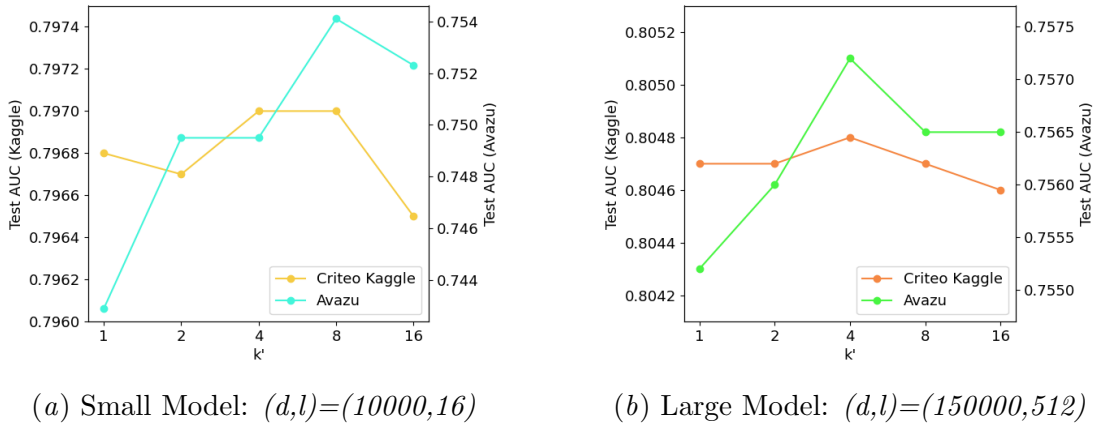 0.7974
0.7972
0.7970
0.7968
0.7966
0.7964
0.7962
0.7960
Test AUC (Kaggle)
0.754
0.752
0.750
0.748
0.746
0.744
Test AUC (Avazu)
Criteo Kaggle
Avazu
1 2 4 8 16
k'
(a) Small Model: (d,l)=(10000,16)
0.8052
0.8050
0.8048
0.8046
0.8044
0.8042
Test AUC (Kaggle)
0.7575
0.7570
0.7565
0.7560
0.7555
0.7550
Test AUC (Avazu)
Criteo Kaggle
Avazu
1 2 4 8 16
k'
(b) Large Model: (d,l)=(150000,512)